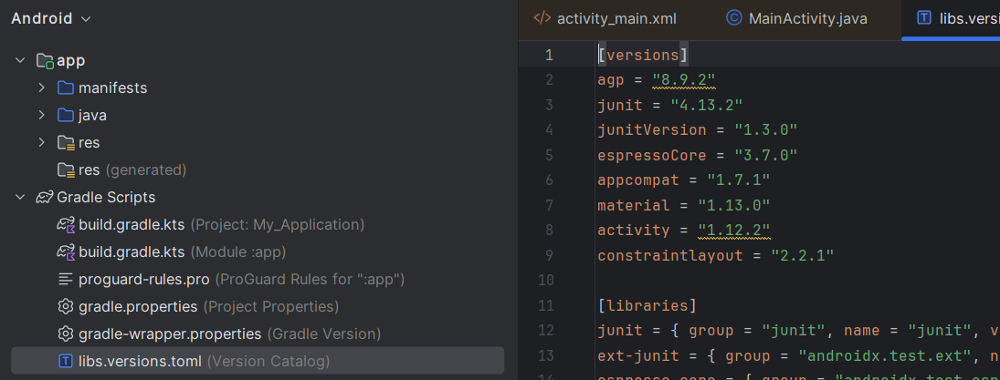 Android
app
manifests
java
res
res (generated)
Gradle Scripts
build.gradle.kts (Project: My_Application)
build.gradle.kts (Module :app)
proguard-rules.pro (ProGuard Rules for ":app")
gradle.properties (Project Properties)
gradle-wrapper.properties (Gradle Version)
libs.versions.toml (Version Catalog)
</> activity_main.xml
MainActivity.java
libs.versi
1 [versions]
2 agp = "8.9.2"
3 junit = "4.13.2"
4 junitVersion = "1.3.0"
5 espressoCore = "3.7.0"
6 appcompat = "1.7.1"
7 material = "1.13.0"
8 activity = "1.12.2"
9 constraintlayout = "2.2.1"
10
11 [libraries]
12 junit = { group = "junit", name = "junit", v
13 ext-junit = { group = "androidx.test.ext", n